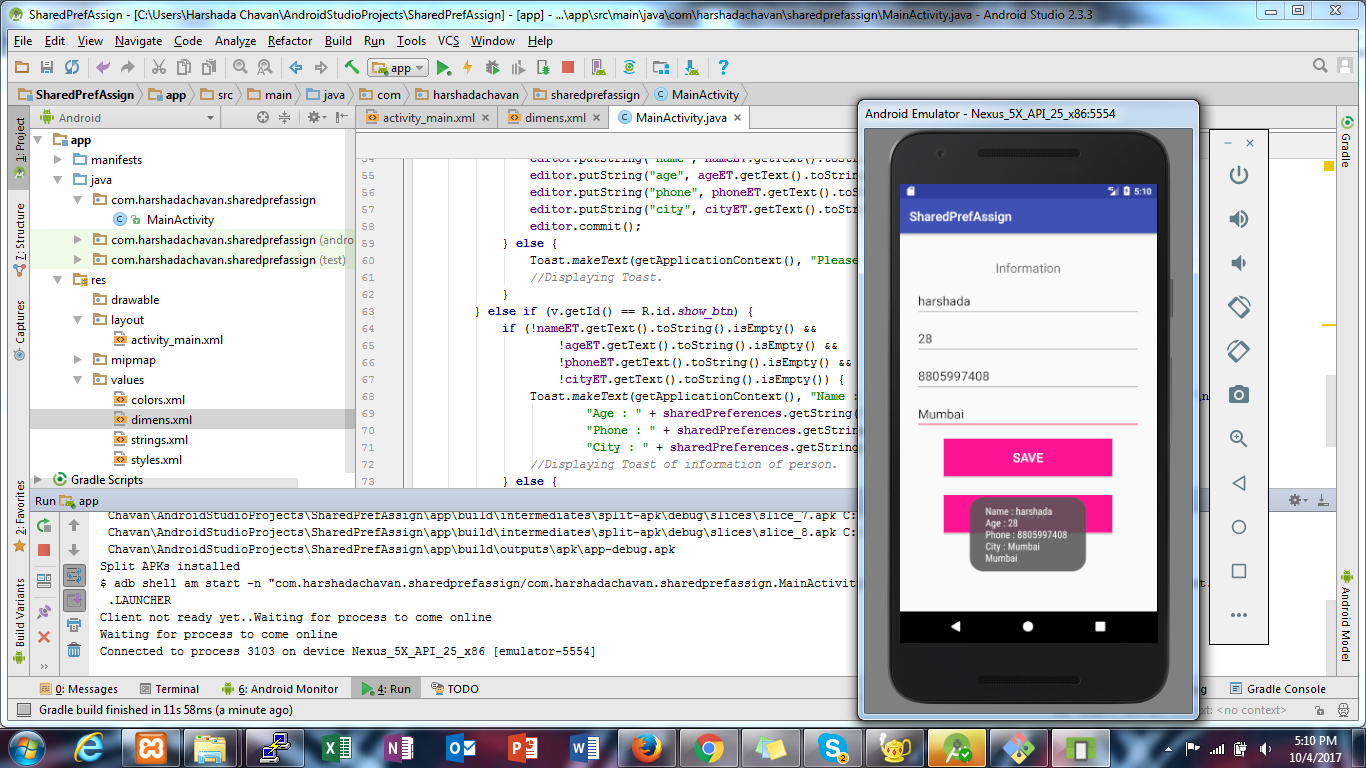 SharedPrefAssign - [C:\Users\Harshada Chavan\AndroidStudioProjects\SharedPrefAssign] - [app] - ...\app\src\main\java\com\harshadachavan\sharedprefassign\MainActivity.java - Android Studio 2.3.3
File Edit View Navigate Code Analyze Refactor Build Run Tools VCS Window Help
app
SharedPrefAssign app src main java com harshadachavan sharedprefassign MainActivity
Android
activity_main.xml dimens.xml MainActivity.java
1: Project
7: Structure
Captures
2: Favorites
Build Variants
app
manifests
java
com.harshadachavan.sharedprefassign
MainActivity
com.harshadachavan.sharedprefassign (andro
com.harshadachavan.sharedprefassign (test)
res
drawable
layout
activity_main.xml
mipmap
values
colors.xml
dimens.xml
strings.xml
styles.xml
Gradle Scripts
54 editor.putString("name", nameET.getText().toStrin
55 editor.putString("age", ageET.getText().toString
56 editor.putString("phone", phoneET.getText().toSt
57 editor.putString("city", cityET.getText().toStri
58 editor.commit();
59 } else {
60 Toast.makeText(getApplicationContext(), "Please
61 //Displaying Toast.
62 }
63 } else if (v.getId() == R.id.show_btn) {
64 if (!nameET.getText().toString().isEmpty() &&
65 !ageET.getText().toString().isEmpty() &&
66 !phoneET.getText().toString().isEmpty() &&
67 !cityET.getText().toString().isEmpty()) {
68 Toast.makeText(getApplicationContext(), "Name :
69 "Age : " + sharedPreferences.getString(
70 "Phone : " + sharedPreferences.getStrin
71 "City : " + sharedPreferences.getString
72 //Displaying Toast of information of person.
73 } else {
Android Emulator - Nexus_5X_API_25_x86:5554
5:10
SharedPrefAssign
Information
harshada
28
8805997408
Mumbai
SAVE
Name : harshada
Age : 28
Phone : 8805997408
City : Mumbai
Mumbai
Gradle
Android Model
Run app
Chavan\AndroidStudioProjects\SharedPrefAssign\app\build\intermediates\split-apk\debug\slices\slice_7.apk C:
Chavan\AndroidStudioProjects\SharedPrefAssign\app\build\intermediates\split-apk\debug\slices\slice_8.apk C:
Chavan\AndroidStudioProjects\SharedPrefAssign\app\build\outputs\apk\app-debug.apk
Split APKs installed
$ adb shell am start -n "com.harshadachavan.sharedprefassign/com.harshadachavan.sharedprefassign.MainActivit
.LAUNCHER
Client not ready yet..Waiting for process to come online
Waiting for process to come online
Connected to process 3103 on device Nexus_5X_API_25_x86 [emulator-5554]
0: Messages Terminal 6: Android Monitor 4: Run TODO Gradle Console
Gradle build finished in 11s 58ms (a minute ago)
xt: <no context>
5:10 PM
10/4/2017